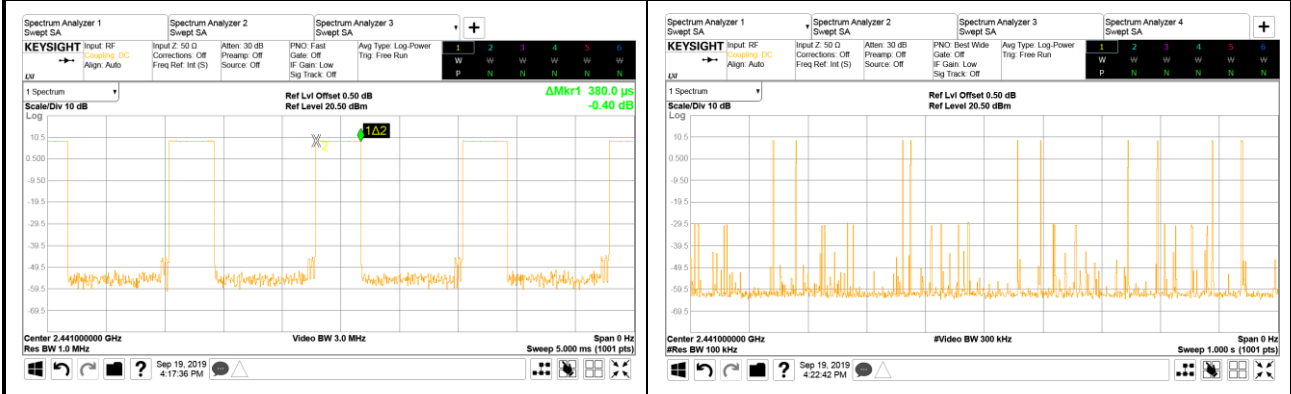 Spectrum Analyzer 1
Swept SA
Spectrum Analyzer 2
Swept SA
Spectrum Analyzer 3
Swept SA
KEYSIGHT
Input: RF
Coupling: DC
Align: Auto
Input Z: 50 Ω
Corrections: Off
Freq Ref: Int (S)
Atten: 30 dB
Preamp: Off
Source: Off
PNO: Fast
Gate: Off
IF Gain: Low
Sig Track: Off
Avg Type: Log-Power
Trig: Free Run
1 2 3 4 5 6
W W W W W W
P N N N N N
LXI
1 Spectrum
Scale/Div 10 dB
Log
Ref Lvl Offset 0.50 dB
Ref Level 20.50 dBm
ΔMkr1 380.0 µs
-0.40 dB
10.5
0.500
-9.50
-19.5
-29.5
-39.5
-49.5
-59.5
-69.5
X2
1Δ2
Center 2.441000000 GHz
Res BW 1.0 MHz
Video BW 3.0 MHz
Span 0 Hz
Sweep 5.000 ms (1001 pts)
?
Sep 19, 2019
4:17:36 PM
Spectrum Analyzer 1
Swept SA
Spectrum Analyzer 2
Swept SA
Spectrum Analyzer 3
Swept SA
Spectrum Analyzer 4
Swept SA
KEYSIGHT
Input: RF
Coupling: DC
Align: Auto
Input Z: 50 Ω
Corrections: Off
Freq Ref: Int (S)
Atten: 30 dB
Preamp: Off
Source: Off
PNO: Best Wide
Gate: Off
IF Gain: Low
Sig Track: Off
Avg Type: Log-Power
Trig: Free Run
1 2 3 4 5 6
W W W W W W
P N N N N N
LXI
1 Spectrum
Scale/Div 10 dB
Log
Ref Lvl Offset 0.50 dB
Ref Level 20.50 dBm
10.5
0.500
-9.50
-19.5
-29.5
-39.5
-49.5
-59.5
-69.5
Center 2.441000000 GHz
#Res BW 100 kHz
#Video BW 300 kHz
Span 0 Hz
Sweep 1.000 s (1001 pts)
?
Sep 19, 2019
4:22:42 PM